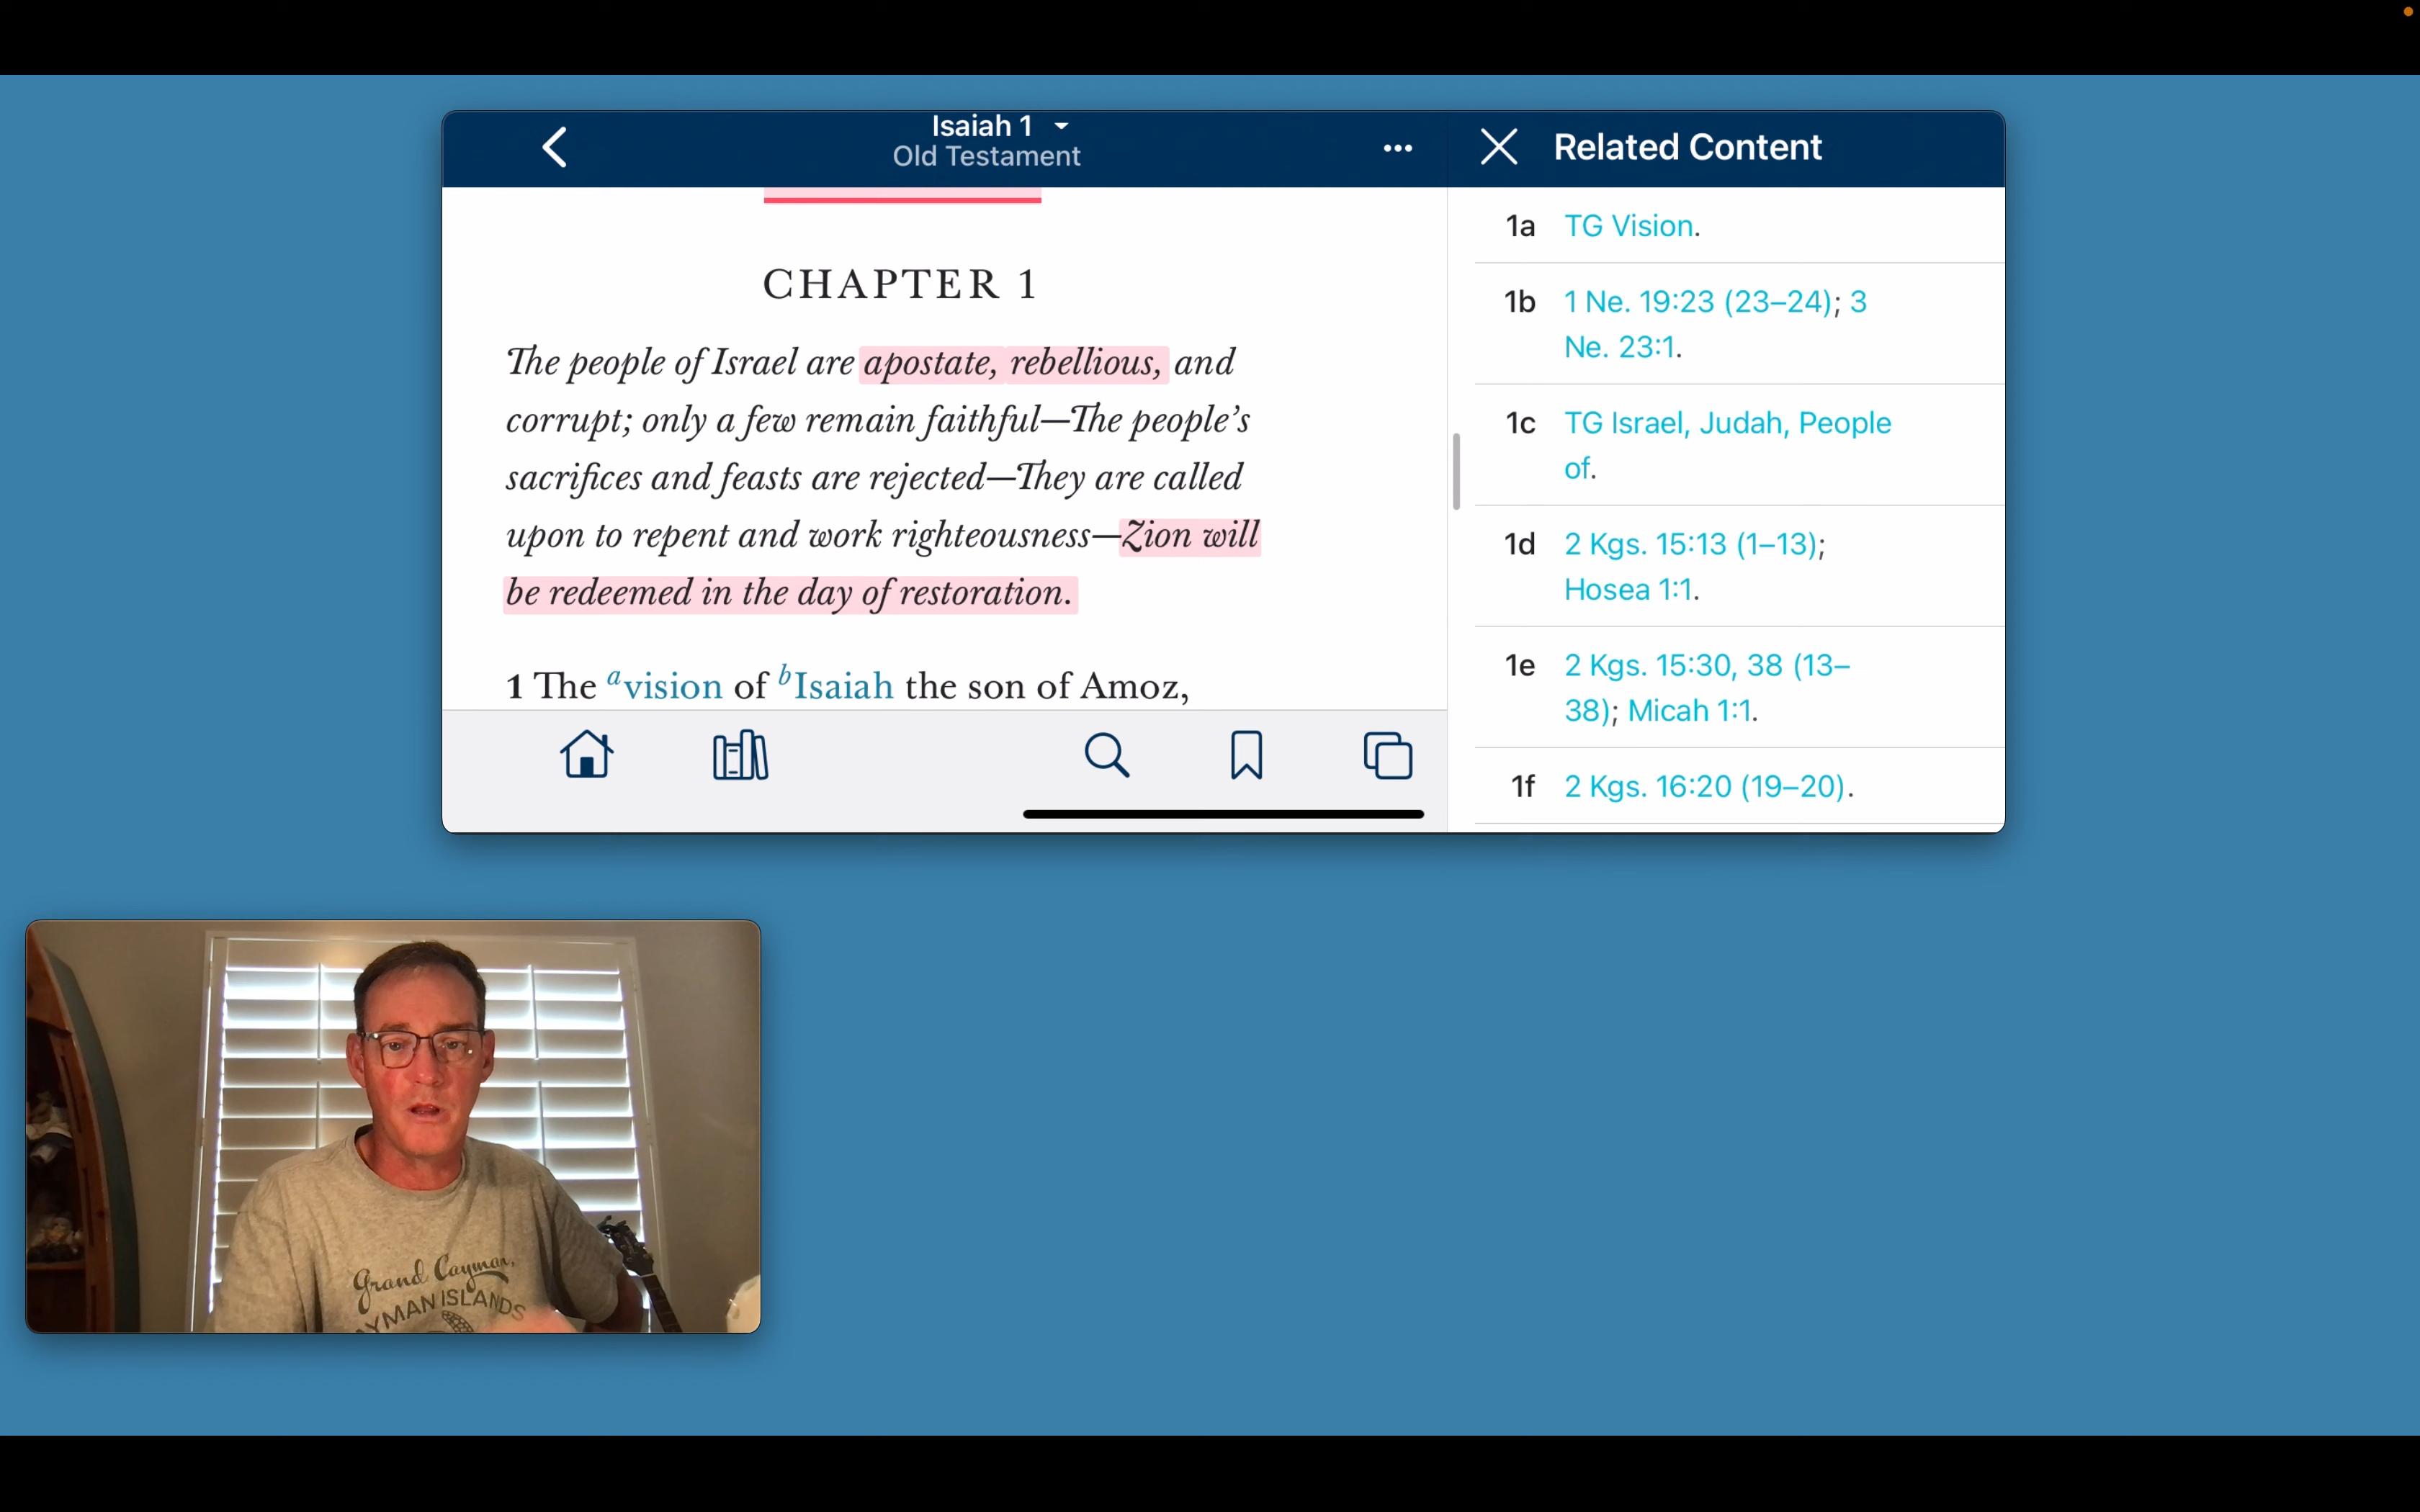 Isaiah 1
Old Testament
Related Content
CHAPTER 1
The people of Israel are apostate, rebellious, and
corrupt; only a few remain faithful—The people’s
sacrifices and feasts are rejected—They are called
upon to repent and work righteousness—Zion will
be redeemed in the day of restoration.
1 The a vision of b Isaiah the son of Amoz,
1a TG Vision.
1b 1 Ne. 19:23 (23–24); 3
Ne. 23:1.
1c TG Israel, Judah, People
of.
1d 2 Kgs. 15:13 (1–13);
Hosea 1:1.
1e 2 Kgs. 15:30, 38 (13–
38); Micah 1:1.
1f 2 Kgs. 16:20 (19–20).
Grand Cayman,
AYMAN ISLANDS